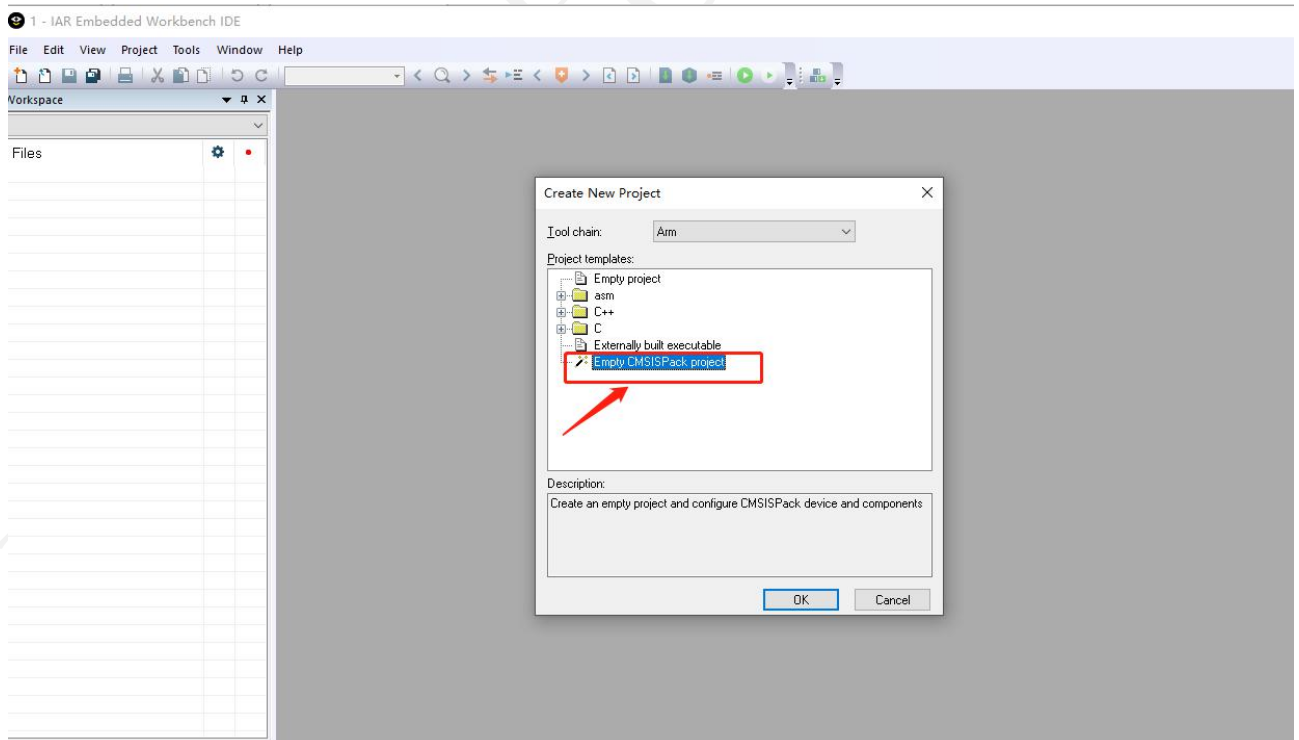 1 - IAR Embedded Workbench IDE
File Edit View Project Tools Window Help
Workspace
Files
Create New Project
Tool chain: Arm
Project templates:
Empty project
asm
C++
C
Externally built executable
Empty CMSISPack project
Description:
Create an empty project and configure CMSISPack device and components
OK Cancel